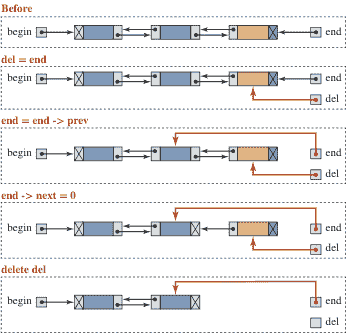 Before
begin end
del = end
begin end
del
end = end -> prev
begin end
del
end -> next = 0
begin end
del
delete del
begin end
del